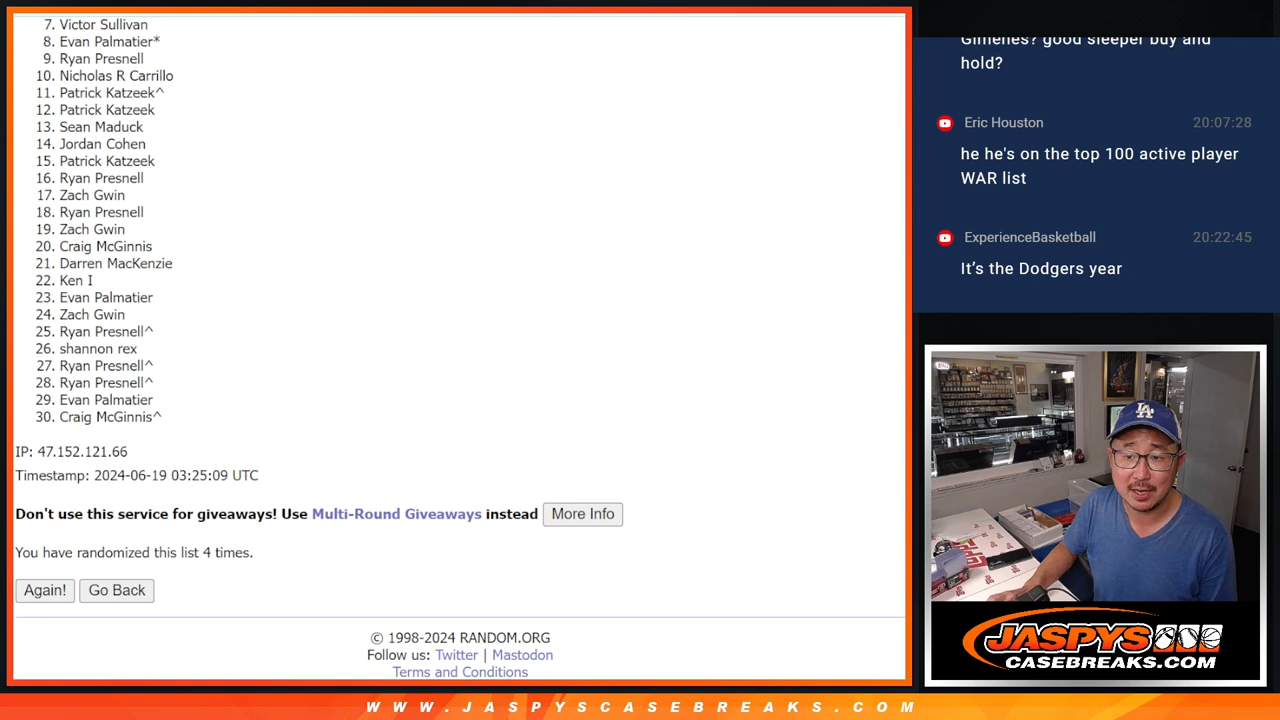 7. Victor Sullivan
8. Evan Palmatier*
9. Ryan Presnell
10. Nicholas R Carrillo
11. Patrick Katzeek^
12. Patrick Katzeek
13. Sean Maduck
14. Jordan Cohen
15. Patrick Katzeek
16. Ryan Presnell
17. Zach Gwin
18. Ryan Presnell
19. Zach Gwin
20. Craig McGinnis
21. Darren MacKenzie
22. Ken I
23. Evan Palmatier
24. Zach Gwin
25. Ryan Presnell^
26. shannon rex
27. Ryan Presnell^
28. Ryan Presnell^
29. Evan Palmatier
30. Craig McGinnis^
IP: 47.152.121.66
Timestamp: 2024-06-19 03:25:09 UTC
Don't use this service for giveaways! Use Multi-Round Giveaways instead More Info
You have randomized this list 4 times.
Again! Go Back
© 1998-2024 RANDOM.ORG
Follow us: Twitter | Mastodon
Terms and Conditions
Gimenes? good sleeper buy and
hold?
Eric Houston 20:07:28
he he's on the top 100 active player
WAR list
ExperienceBasketball 20:22:45
It's the Dodgers year
LA
JASPYS
CASEBREAKS.COM
WWW.JASPYSCASEBREAKS.COM